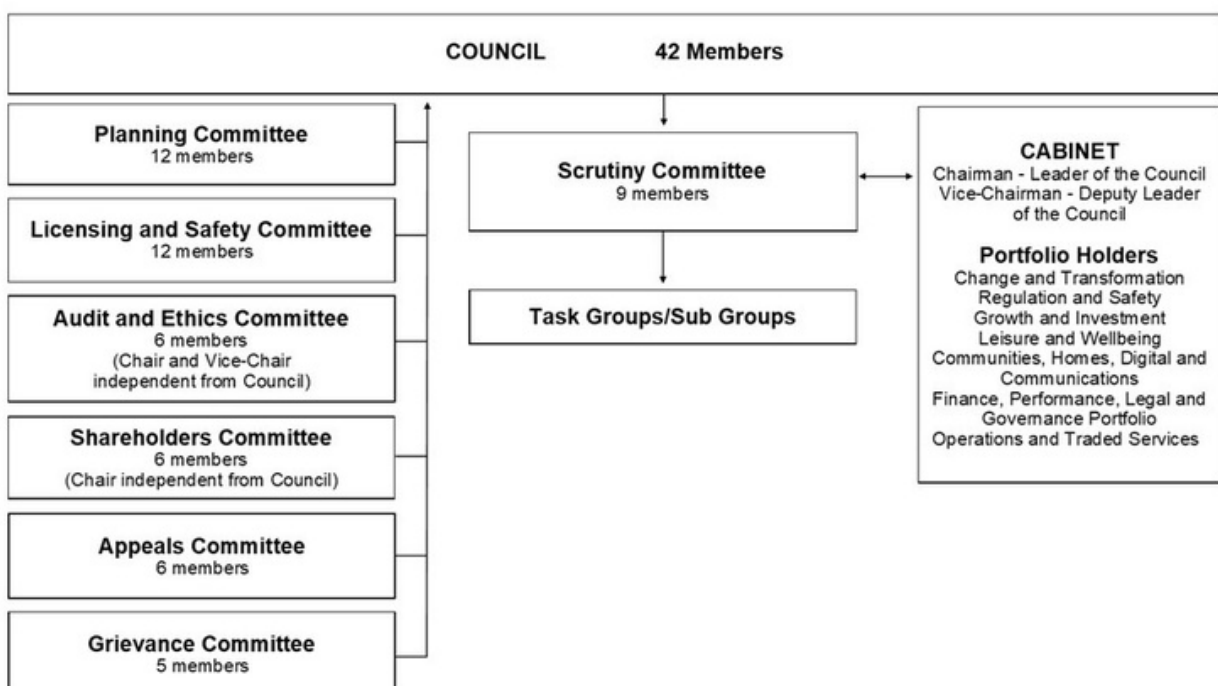 COUNCIL 42 Members
Planning Committee
12 members
Licensing and Safety Committee
12 members
Audit and Ethics Committee
6 members
(Chair and Vice-Chair
independent from Council)
Shareholders Committee
6 members
(Chair independent from Council)
Appeals Committee
6 members
Grievance Committee
5 members
Scrutiny Committee
9 members
Task Groups/Sub Groups
CABINET
Chairman - Leader of the Council
Vice-Chairman - Deputy Leader
of the Council
Portfolio Holders
Change and Transformation
Regulation and Safety
Growth and Investment
Leisure and Wellbeing
Communities, Homes, Digital and
Communications
Finance, Performance, Legal and
Governance Portfolio
Operations and Traded Services